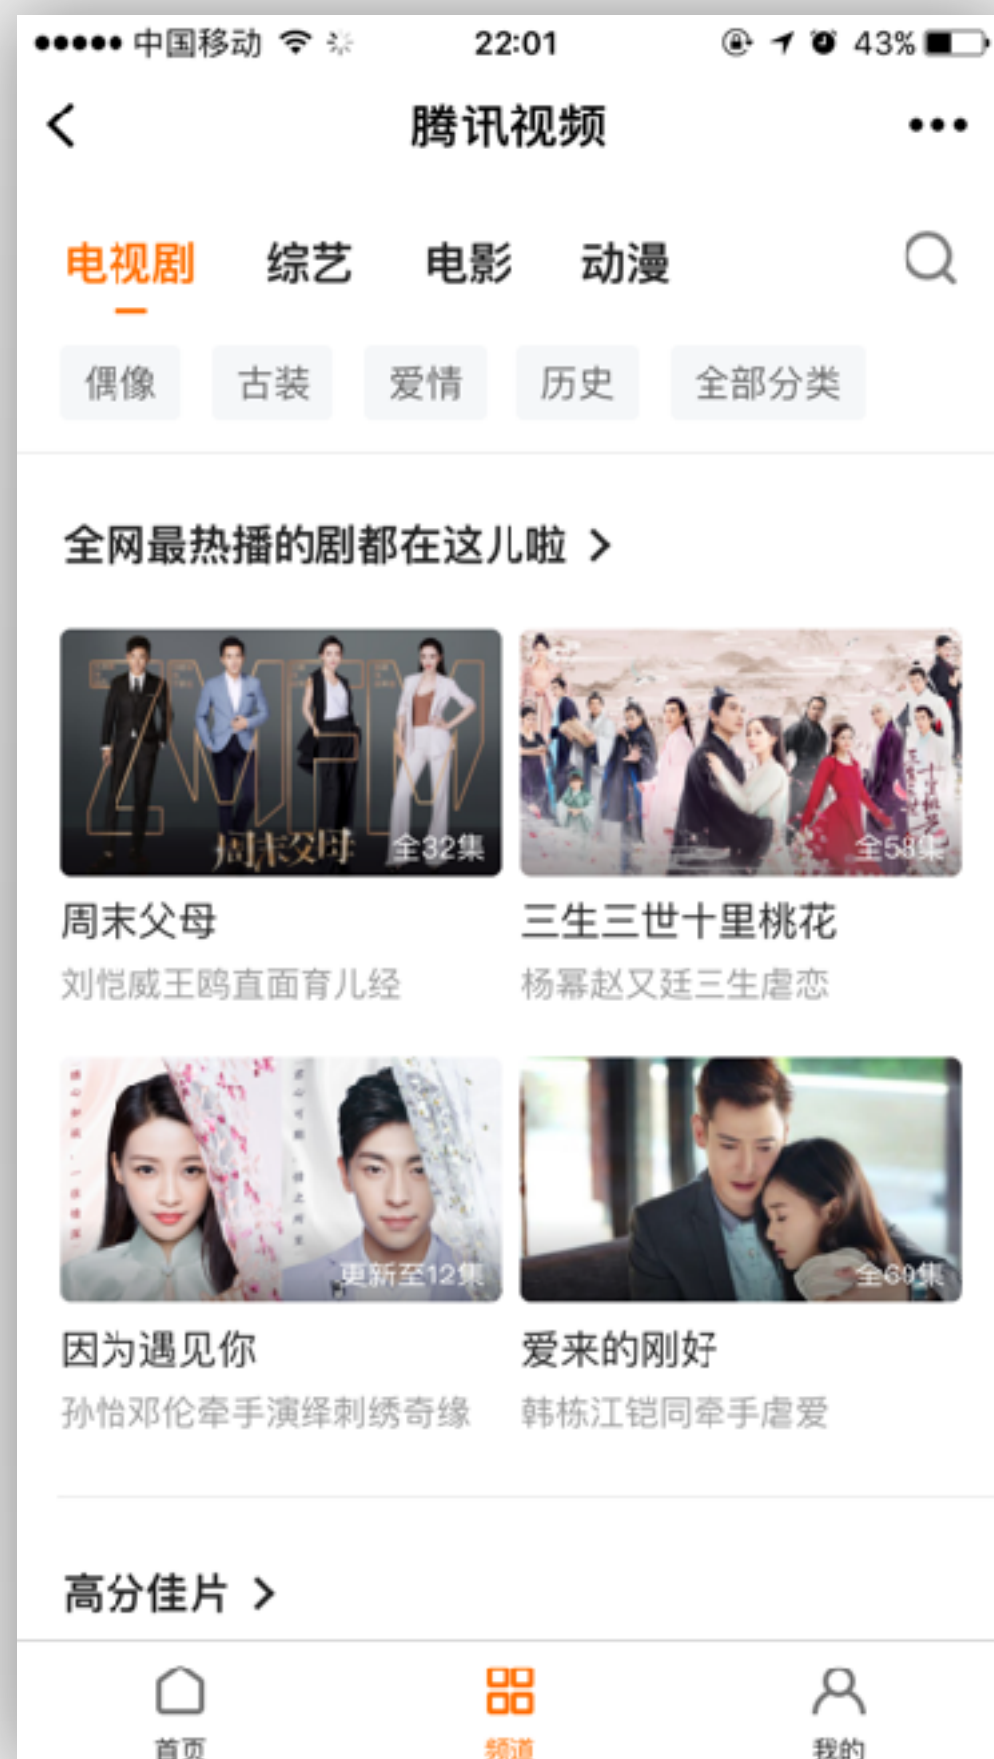 中国移动 22:01 43%
腾讯视频
电视剧 综艺 电影 动漫
偶像 古装 爱情 历史 全部分类
全网最热播的剧都在这儿啦
ZMFM
周末父母 全32集
全58集
周末父母 三生三世十里桃花
刘恺威王鸥直面育儿经 杨幂赵又廷三生虐恋
更新至12集 全60集
因为遇见你 爱来的刚好
孙怡邓伦牵手演绎刺绣奇缘 韩栋江铠同牵手虐爱
高分佳片
首页 频道 我的